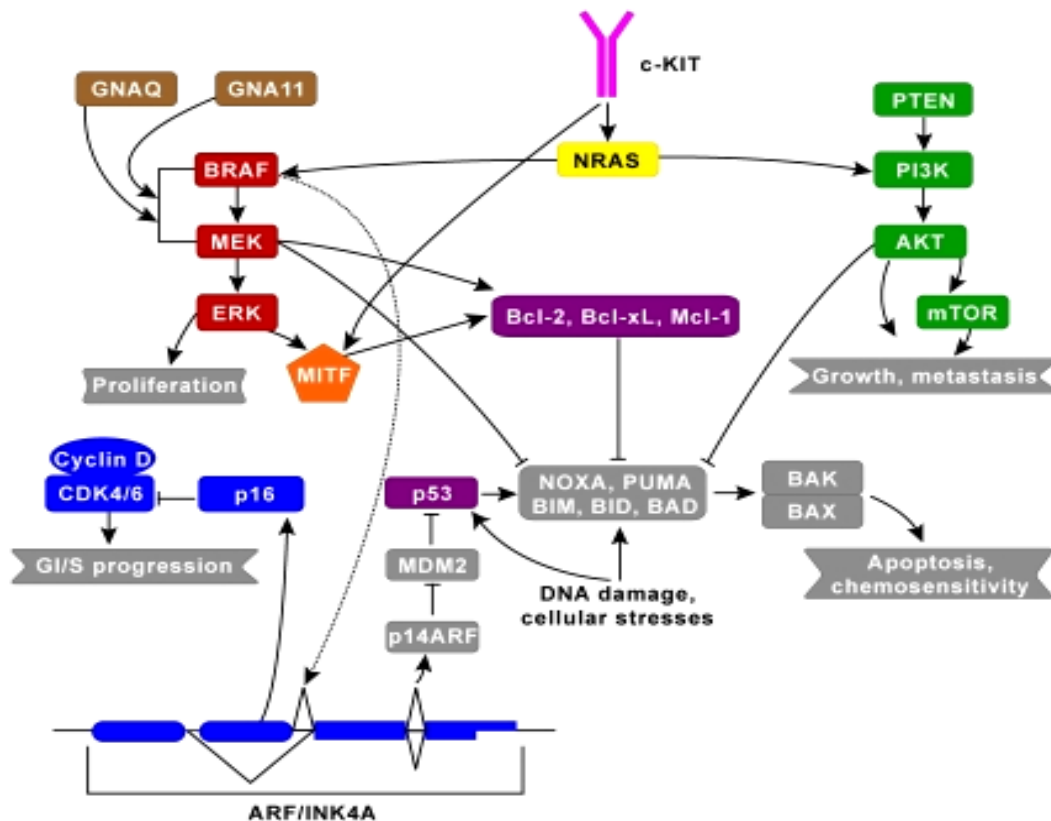 c-KIT
GNAQ
GNA11
PTEN
BRAF
NRAS
PI3K
MEK
AKT
ERK
Bcl-2, Bcl-xL, Mcl-1
mTOR
MITF
Proliferation
Growth, metastasis
Cyclin D
CDK4/6
p16
p53
NOXA, PUMA
BIM, BID, BAD
BAK
BAX
GI/S progression
MDM2
Apoptosis,
chemosensitivity
DNA damage,
cellular stresses
p14ARF
ARF/INK4A